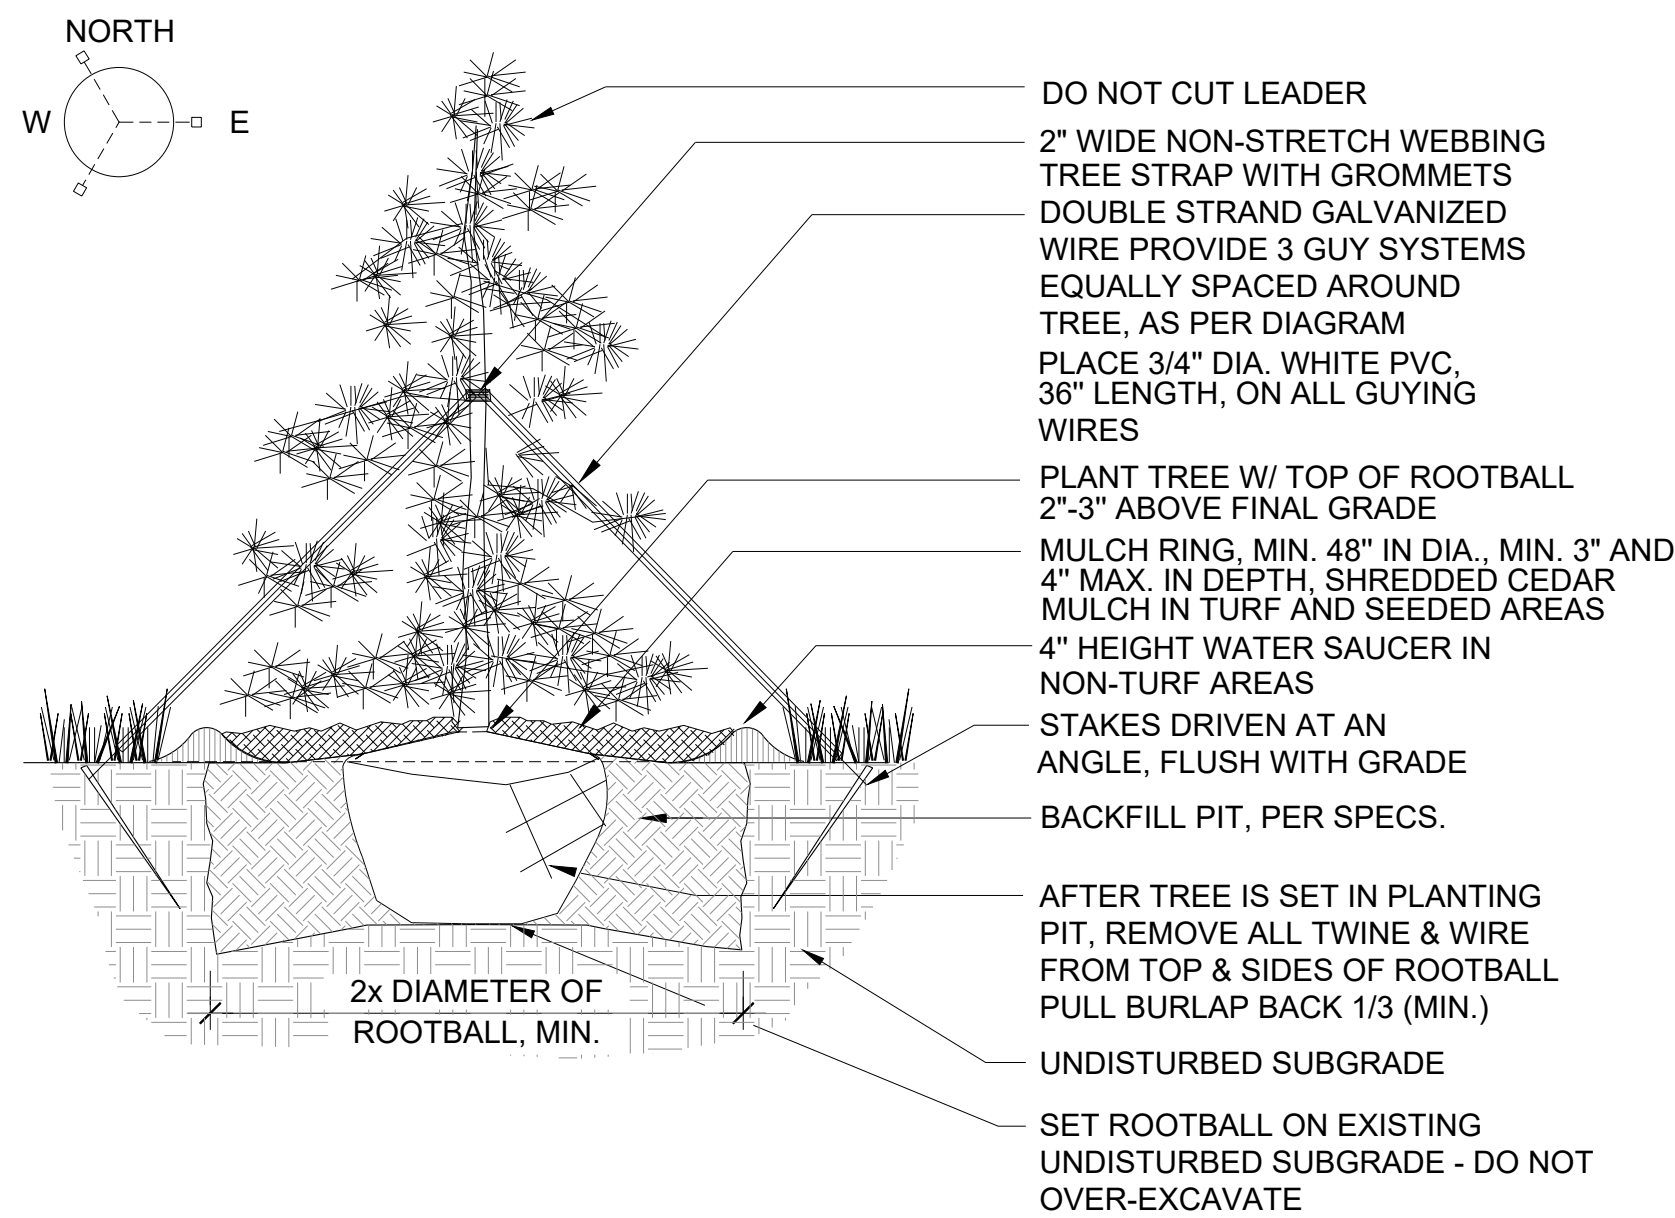 NORTH
W
E
DO NOT CUT LEADER
2" WIDE NON-STRETCH WEBBING
TREE STRAP WITH GROMMETS
DOUBLE STRAND GALVANIZED
WIRE PROVIDE 3 GUY SYSTEMS
EQUALLY SPACED AROUND
TREE, AS PER DIAGRAM
PLACE 3/4" DIA. WHITE PVC,
36" LENGTH, ON ALL GUYING
WIRES
PLANT TREE W/ TOP OF ROOTBALL
2"-3" ABOVE FINAL GRADE
MULCH RING, MIN. 48" IN DIA., MIN. 3" AND
4" MAX. IN DEPTH, SHREDDED CEDAR
MULCH IN TURF AND SEEDED AREAS
4" HEIGHT WATER SAUCER IN
NON-TURF AREAS
STAKES DRIVEN AT AN
ANGLE, FLUSH WITH GRADE
BACKFILL PIT, PER SPECS.
AFTER TREE IS SET IN PLANTING
PIT, REMOVE ALL TWINE & WIRE
FROM TOP & SIDES OF ROOTBALL
PULL BURLAP BACK 1/3 (MIN.)
2x DIAMETER OF
ROOTBALL, MIN.
UNDISTURBED SUBGRADE
SET ROOTBALL ON EXISTING
UNDISTURBED SUBGRADE - DO NOT
OVER-EXCAVATE